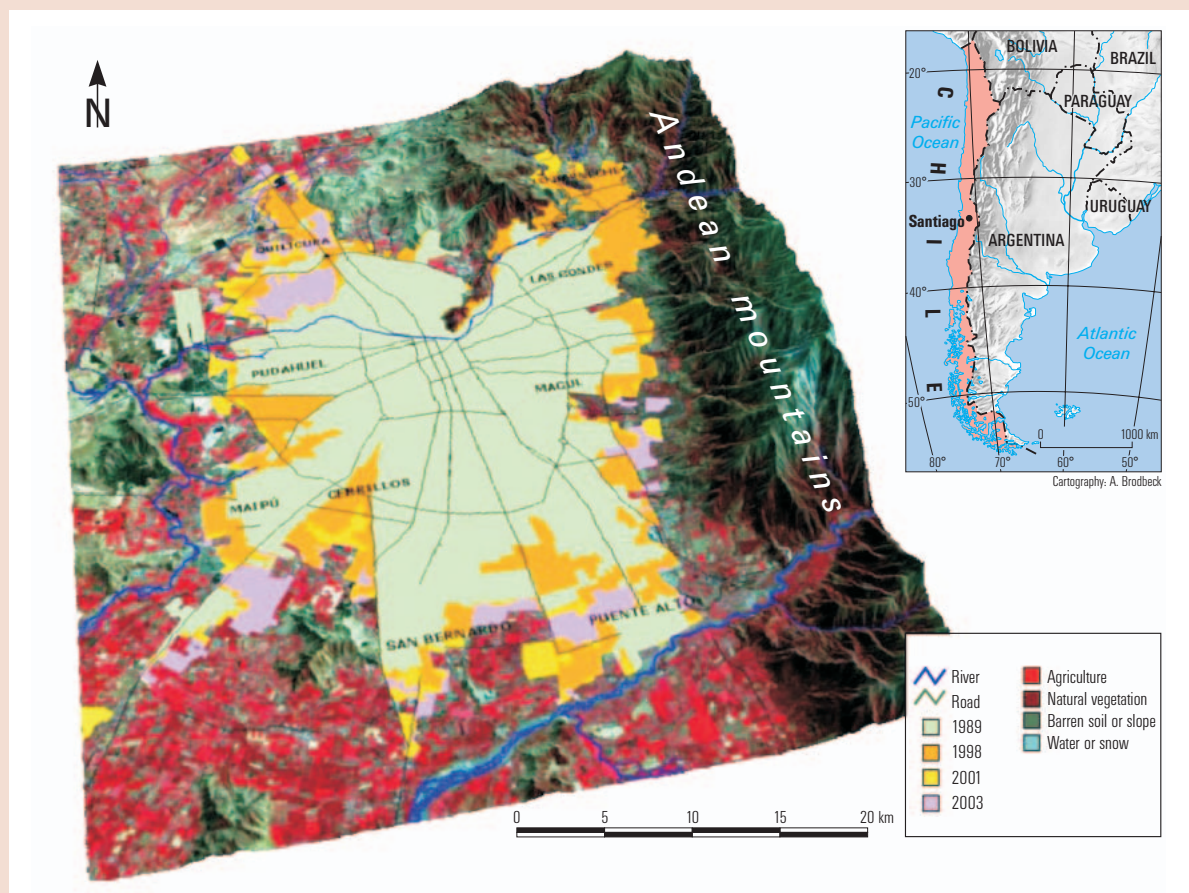 N
Andean mountains
QUILICURA
LAS CONDES
PUDAHUEL
MACUL
MAIPÚ
CERRILLOS
SAN BERNARDO
PUENTE ALTO
0 5 10 15 20 km
BOLIVIA
BRAZIL
PARAGUAY
URUGUAY
ARGENTINA
CHILE
Pacific
Ocean
Santiago
Atlantic
Ocean
-20°
-30°
-40°
-50°
80° 70° 60° 50°
0 1000 km
Cartography: A. Brodbeck
River
Road
1989
1998
2001
2003
Agriculture
Natural vegetation
Barren soil or slope
Water or snow